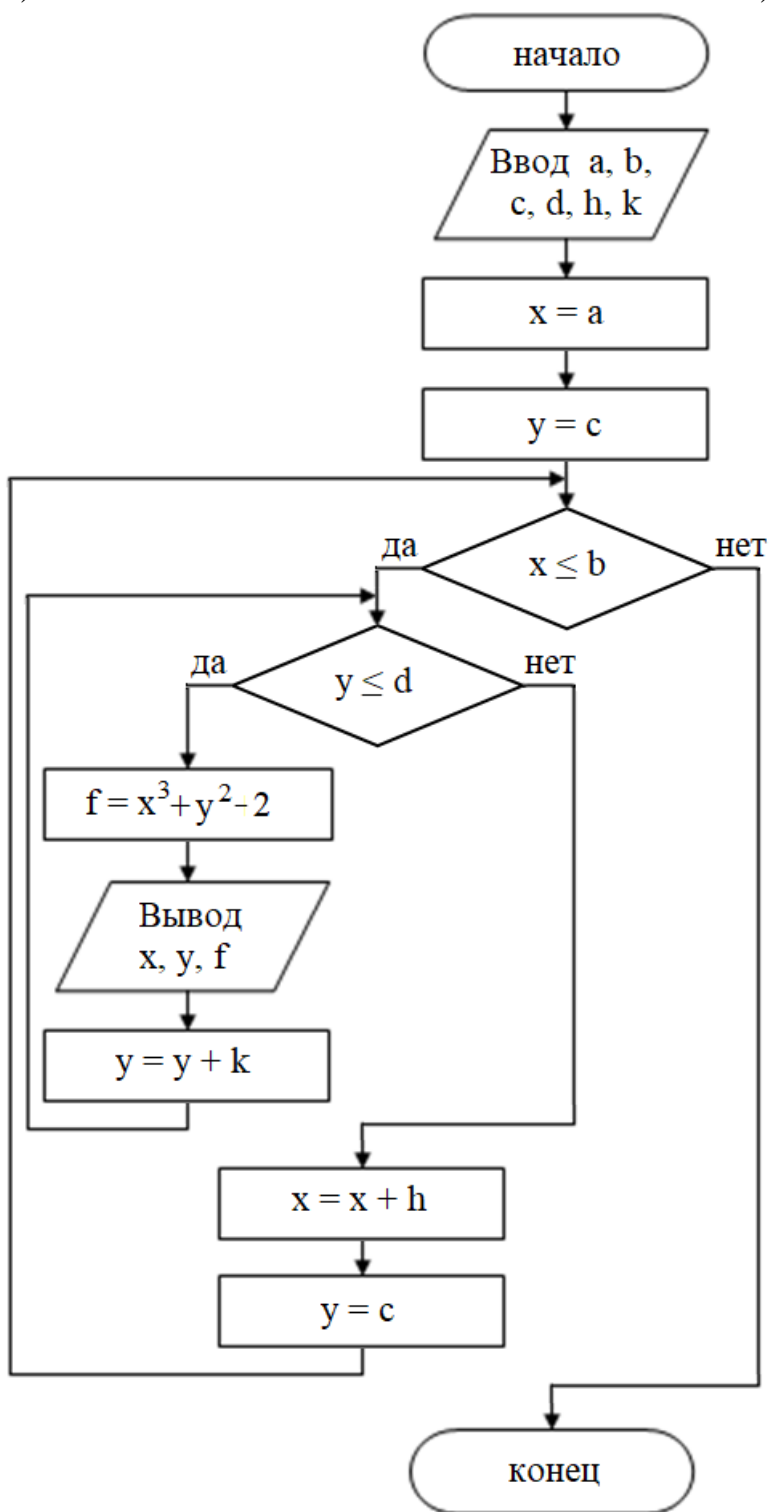 начало
Ввод a, b,
c, d, h, k
x = a
y = c
да
x ≤ b
нет
да
y ≤ d
нет
f = x³+y²-2
Вывод
x, y, f
y = y + k
x = x + h
y = c
конец